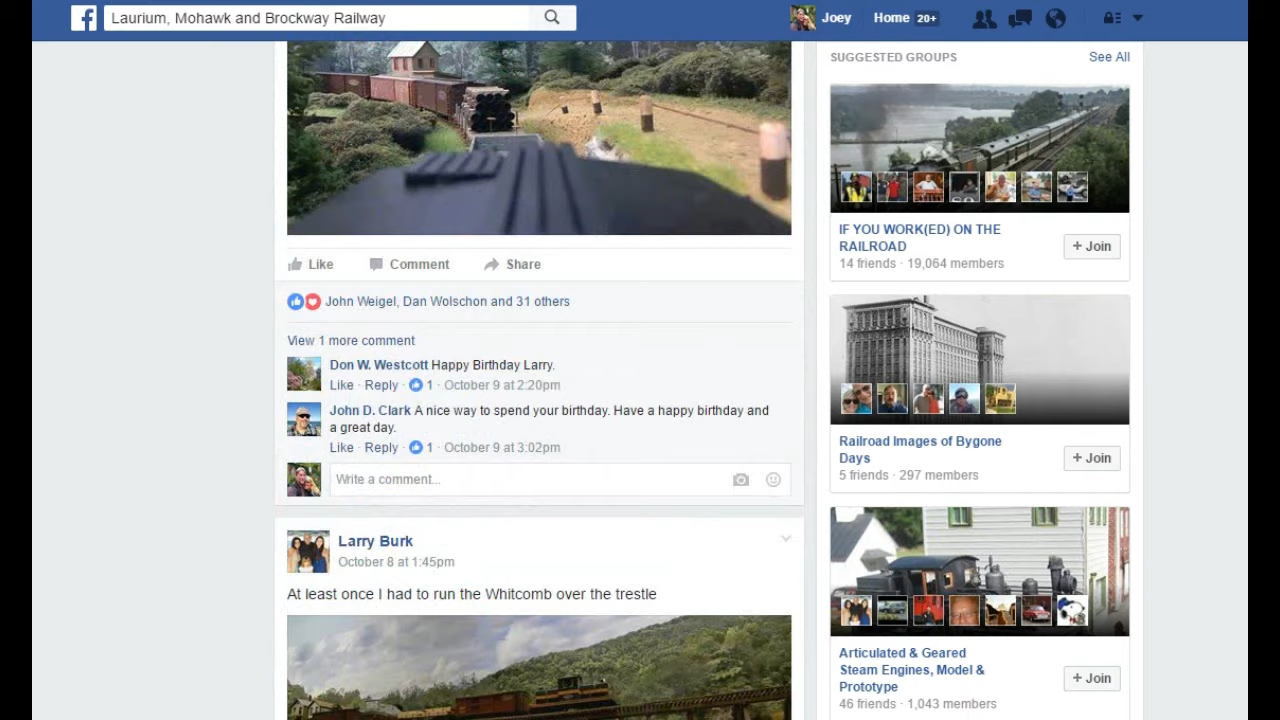 f
Laurium, Mohawk and Brockway Railway
Joey
Home 20+
Like
Comment
Share
John Weigel, Dan Wolschon and 31 others
View 1 more comment
Don W. Westcott Happy Birthday Larry.
Like · Reply · 1 · October 9 at 2:20pm
John D. Clark A nice way to spend your birthday. Have a happy birthday and
a great day.
Like · Reply · 1 · October 9 at 3:02pm
Write a comment...
Larry Burk
October 8 at 1:45pm
At least once I had to run the Whitcomb over the trestle
SUGGESTED GROUPS
See All
IF YOU WORK(ED) ON THE
RAILROAD
14 friends · 19,064 members
+ Join
Railroad Images of Bygone
Days
5 friends · 297 members
+ Join
Articulated & Geared
Steam Engines, Model &
Prototype
46 friends · 1,043 members
+ Join